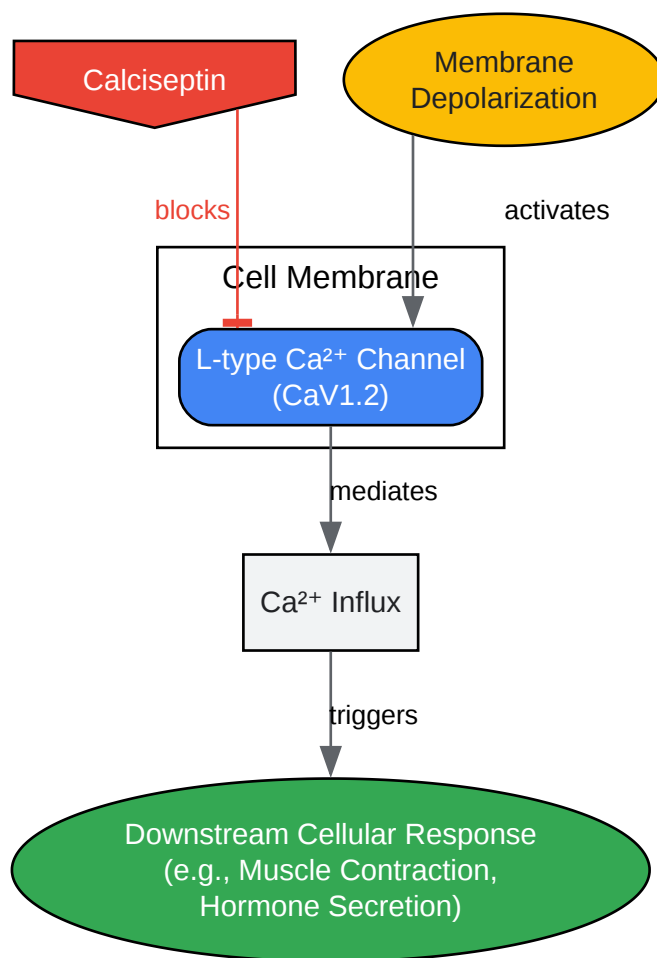 Calciseptin
Membrane
Depolarization
blocks
activates
Cell Membrane
L-type Ca²⁺ Channel
(CaV1.2)
mediates
Ca²⁺ Influx
triggers
Downstream Cellular Response
(e.g., Muscle Contraction,
Hormone Secretion)